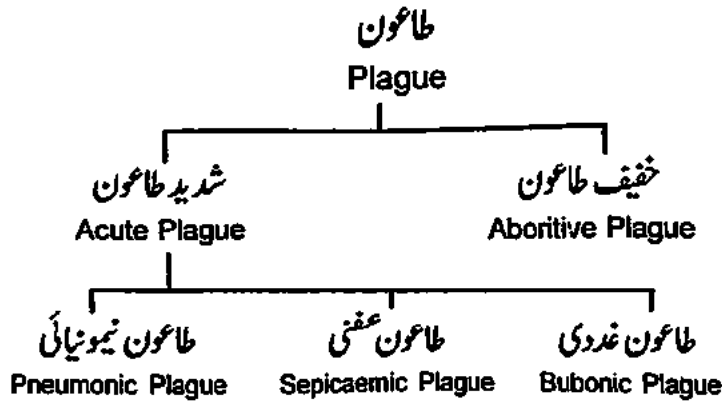 طاعون
Plague
شدید طاعون
خفیف طاعون
Acute Plague
Aboritive Plague
طاعون نیمونیائی
طاعون عفنی
طاعون غددی
Pneumonic Plague
Sepicaemic Plague
Bubonic Plague